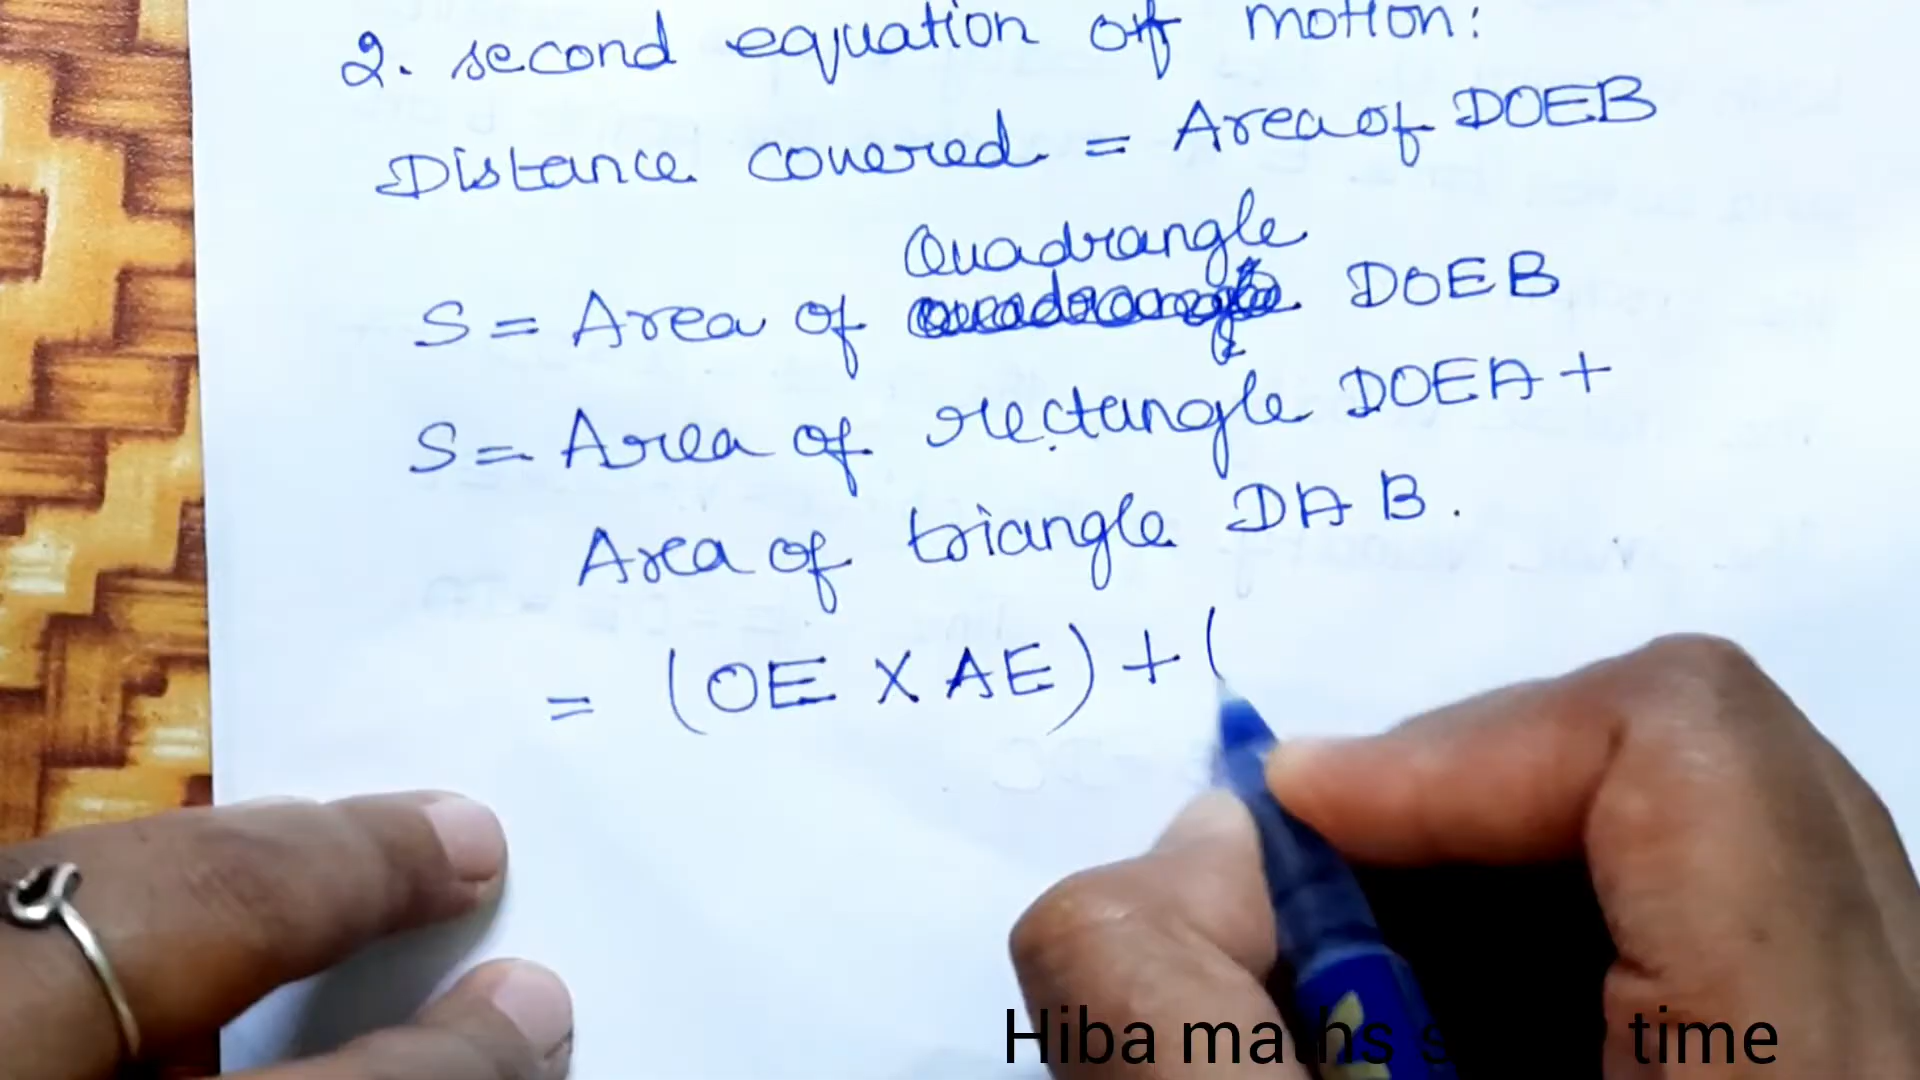 2. second equation of motion:
Distance covered = Area of DOEB
Quadrangle
S = Area of DOEB
S = Area of rectangle DOEA +
Area of triangle DAB.
= (OE X AE) + (
Hiba maths time